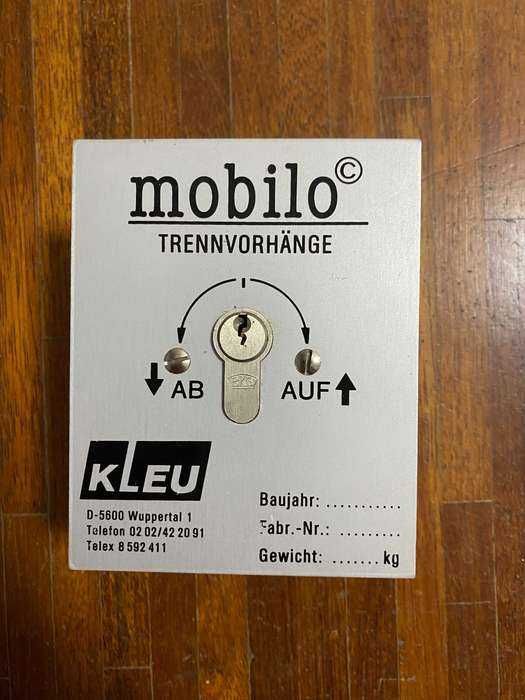 mobilo©
TRENNVORHÄNGE
↓ AB AUF ↑
KLEU
D-5600 Wuppertal 1
Telefon 02 02/42 20 91
Telex 8 592 411
Baujahr: ...........
Fabr.-Nr.: .........
Gewicht: ....... kg